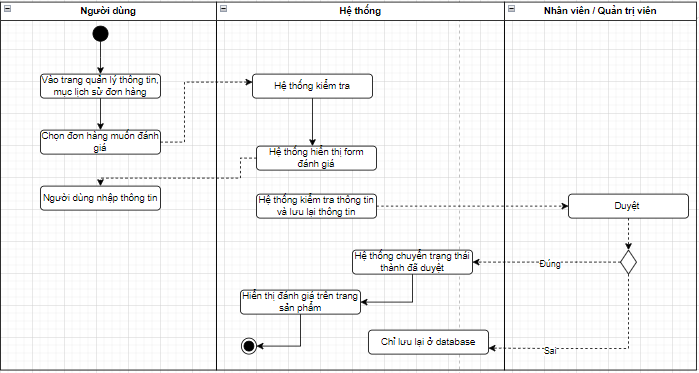 Người dùng
Hệ thống
Nhân viên / Quản trị viên
Vào trang quản lý thông tin,
mục lịch sử đơn hàng
Hệ thống kiểm tra
Chọn đơn hàng muốn đánh
giá
Hệ thống hiển thị form
đánh giá
Người dùng nhập thông tin
Hệ thống kiểm tra thông tin
và lưu lại thông tin
Duyệt
Hệ thống chuyển trạng thái
thành đã duyệt
Đúng
Hiển thị đánh giá trên trang
sản phẩm
Chỉ lưu lại ở database
Sai